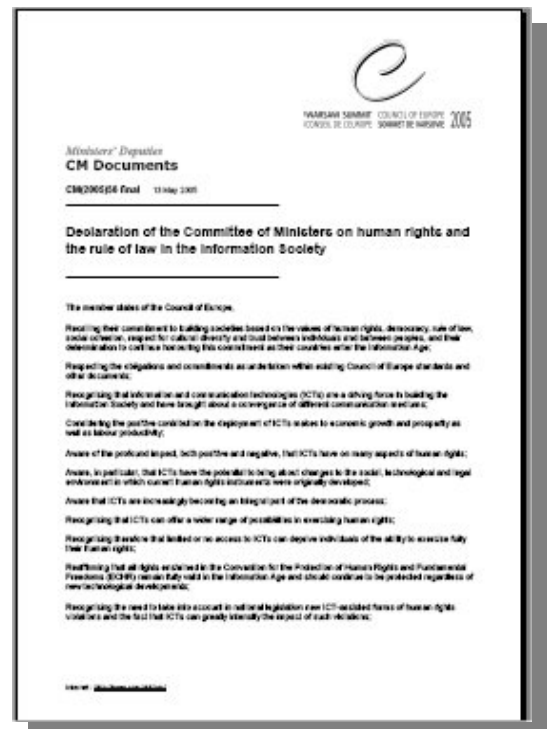 WARSAW SUMMIT COUNCIL OF EUROPE 2005
CONSEIL DE L'EUROPE SOMMET DE VARSOVIE
Ministers' Deputies
CM Documents
CM(2005)56 final 13 May 2005
Declaration of the Committee of Ministers on human rights and
the rule of law in the Information Society
The member states of the Council of Europe,
Recalling their commitment to building societies based on the values of human rights, democracy, rule of law,
social cohesion, respect for cultural diversity and trust between individuals and between peoples, and their
determination to continue honouring this commitment as their countries enter the Information Age;
Respecting the obligations and commitments as undertaken within existing Council of Europe standards and
other documents;
Recognising that information and communication technologies (ICTs) are a driving force in building the
Information Society and have brought about a convergence of different communication mediums;
Considering the positive contribution the deployment of ICTs makes to economic growth and prosperity as
well as labour productivity;
Aware of the profound impact, both positive and negative, that ICTs have on many aspects of human rights;
Aware, in particular, that ICTs have the potential to bring about changes to the social, technological and legal
environment in which current human rights instruments were originally developed;
Aware that ICTs are increasingly becoming an integral part of the democratic process;
Recognising that ICTs can offer a wider range of possibilities in exercising human rights;
Recognising therefore that limited or no access to ICTs can deprive individuals of the ability to exercise fully
their human rights;
Reaffirming that all rights enshrined in the Convention for the Protection of Human Rights and Fundamental
Freedoms (ECHR) remain fully valid in the Information Age and should continue to be protected regardless of
new technological developments;
Recognising the need to take into account in national legislation new ICT-assisted forms of human rights
violations and the fact that ICTs can greatly intensify the impact of such violations;
Internet :